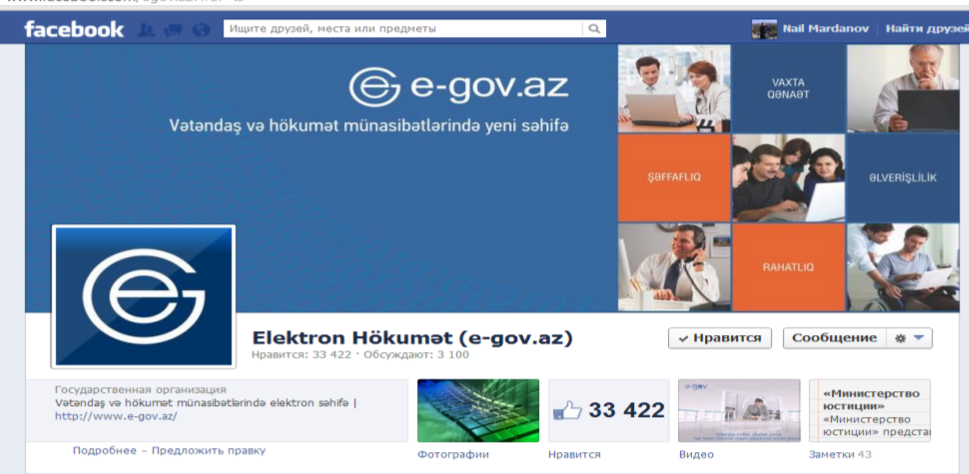 facebook
Ищите друзей, места или предметы
Nail Mardanov
Найти друзей
e-gov.az
Vətəndaş və hökumət münasibətlərində yeni səhifə
VAXTA
QƏNAƏT
ŞƏFFAFLIQ
ƏLVERİŞLİLİK
RAHATLIQ
Elektron Hökumət (e-gov.az)
Нравится: 33 422 · Обсуждают: 3 100
Нравится
Сообщение
Государственная организация
Vətəndaş və hökumət münasibətlərində elektron səhifə |
http://www.e-gov.az/
Подробнее – Предложить правку
33 422
e-gov
«Министерство
юстиции»
«Министерство
юстиции» предста
Фотографии
Нравится
Видео
Заметки 43